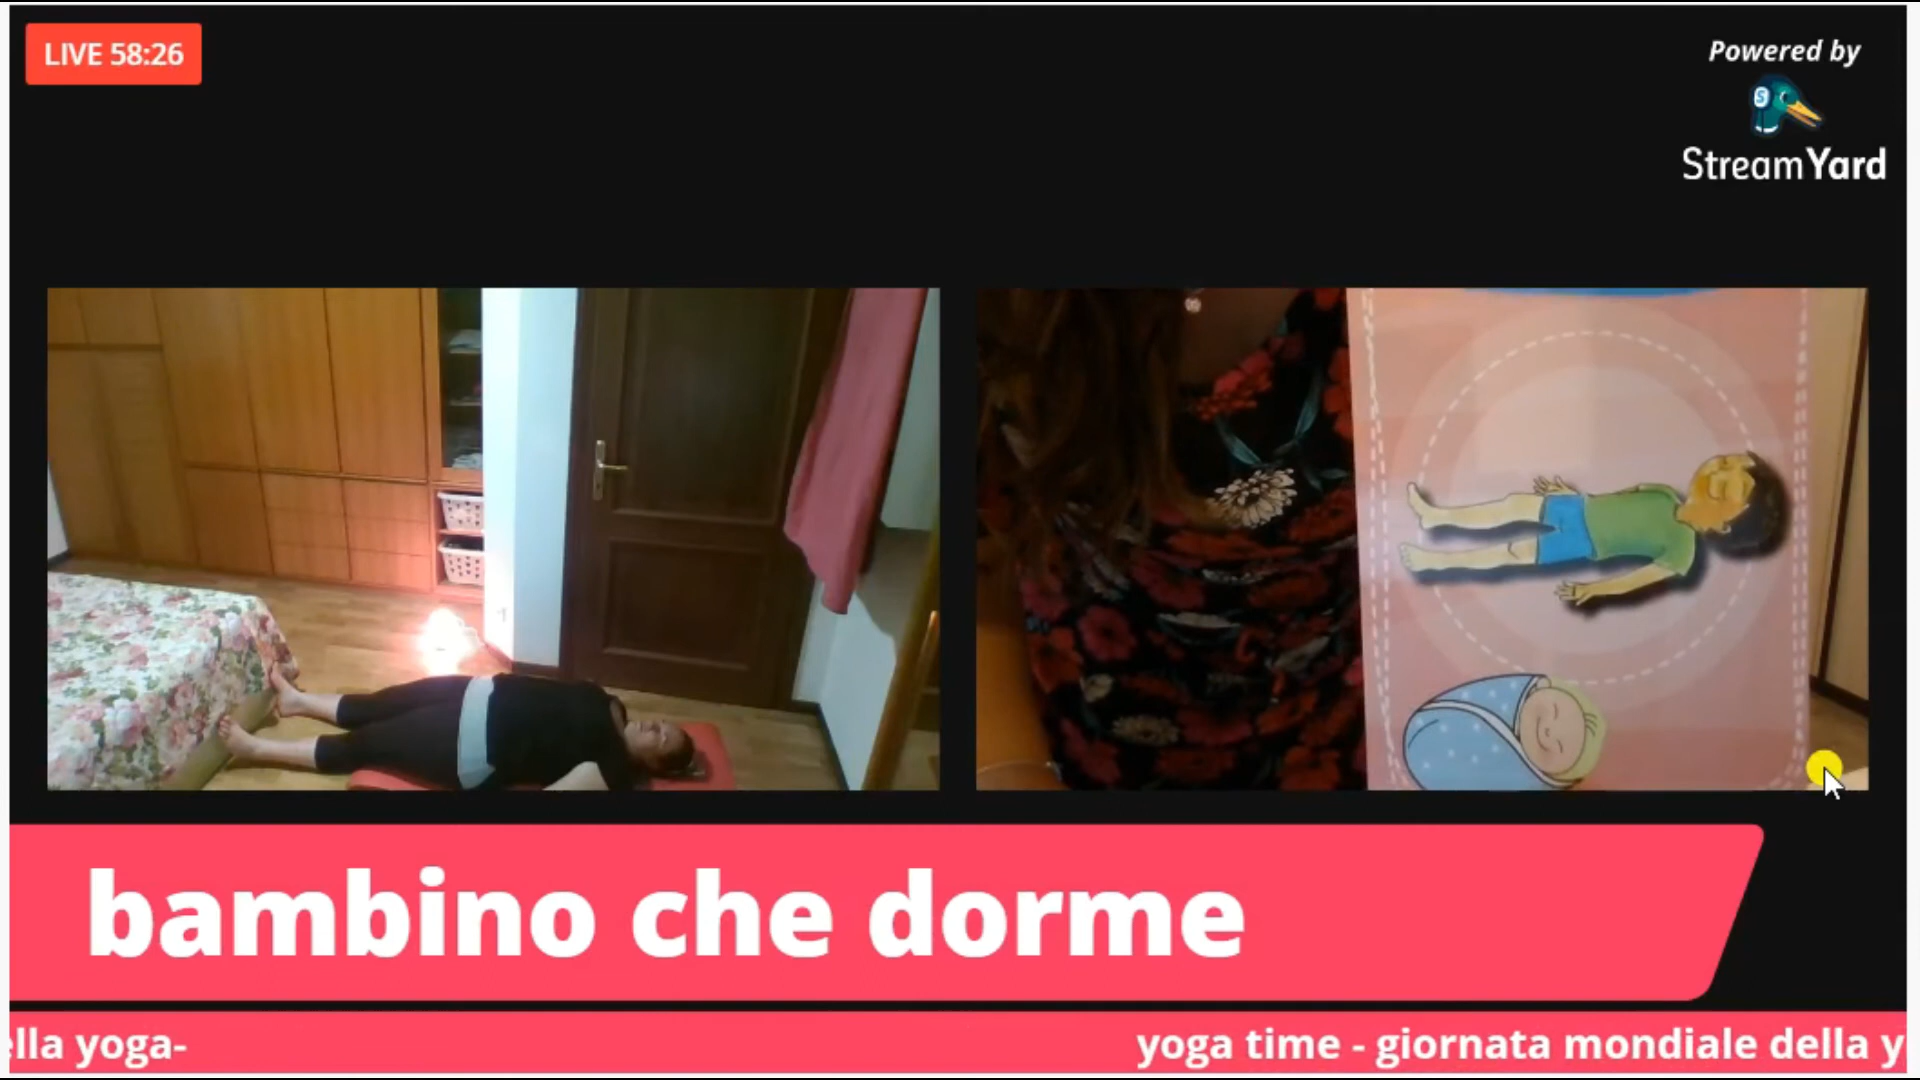 LIVE 58:26
Powered by
StreamYard
bambino che dorme
lla yoga-
yoga time - giornata mondiale della y